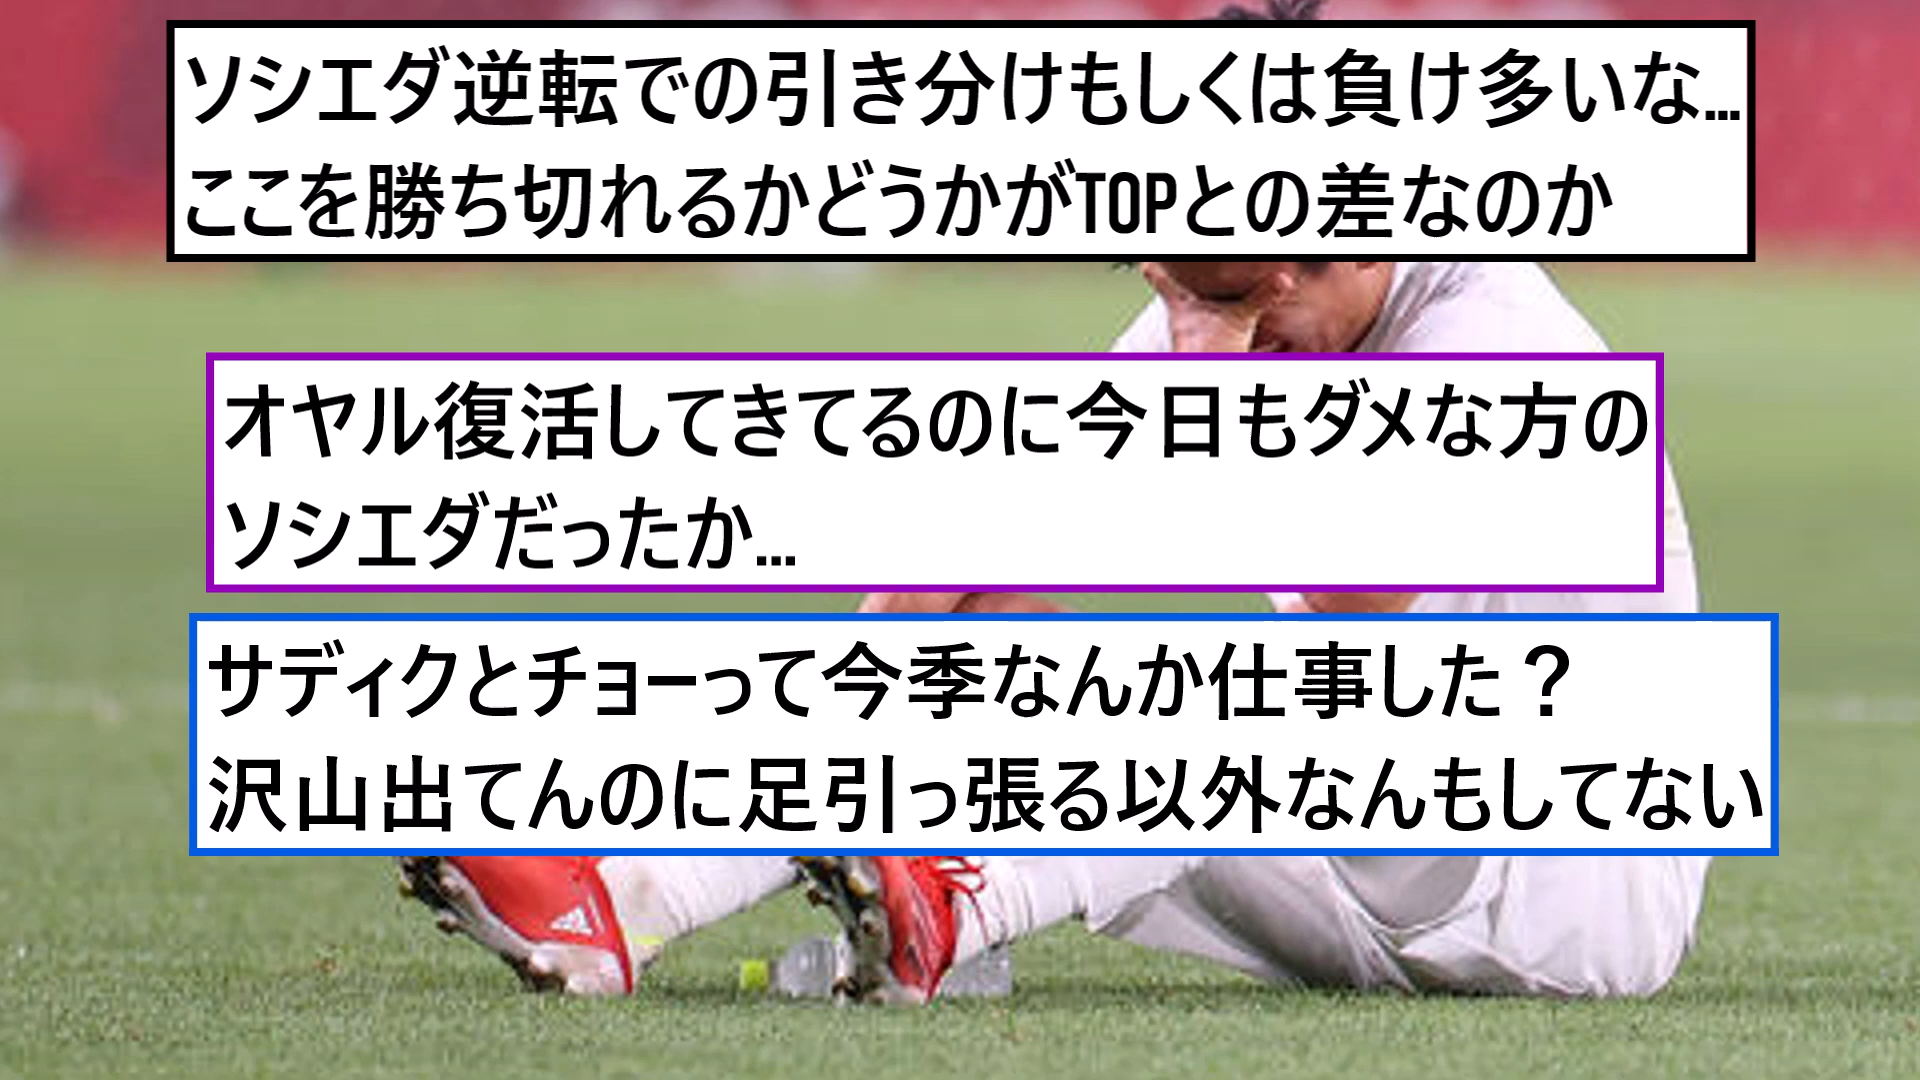 ソシエダ逆転での引き分けもしくは負け多いな...
ここを勝ち切れるかどうかがTOPとの差なのか
オヤル復活してきてるのに今日もダメな方の
ソシエダだったか...
サディクとチョーって今季なんか仕事した？
沢山出てんのに足引っ張る以外なんもしてない